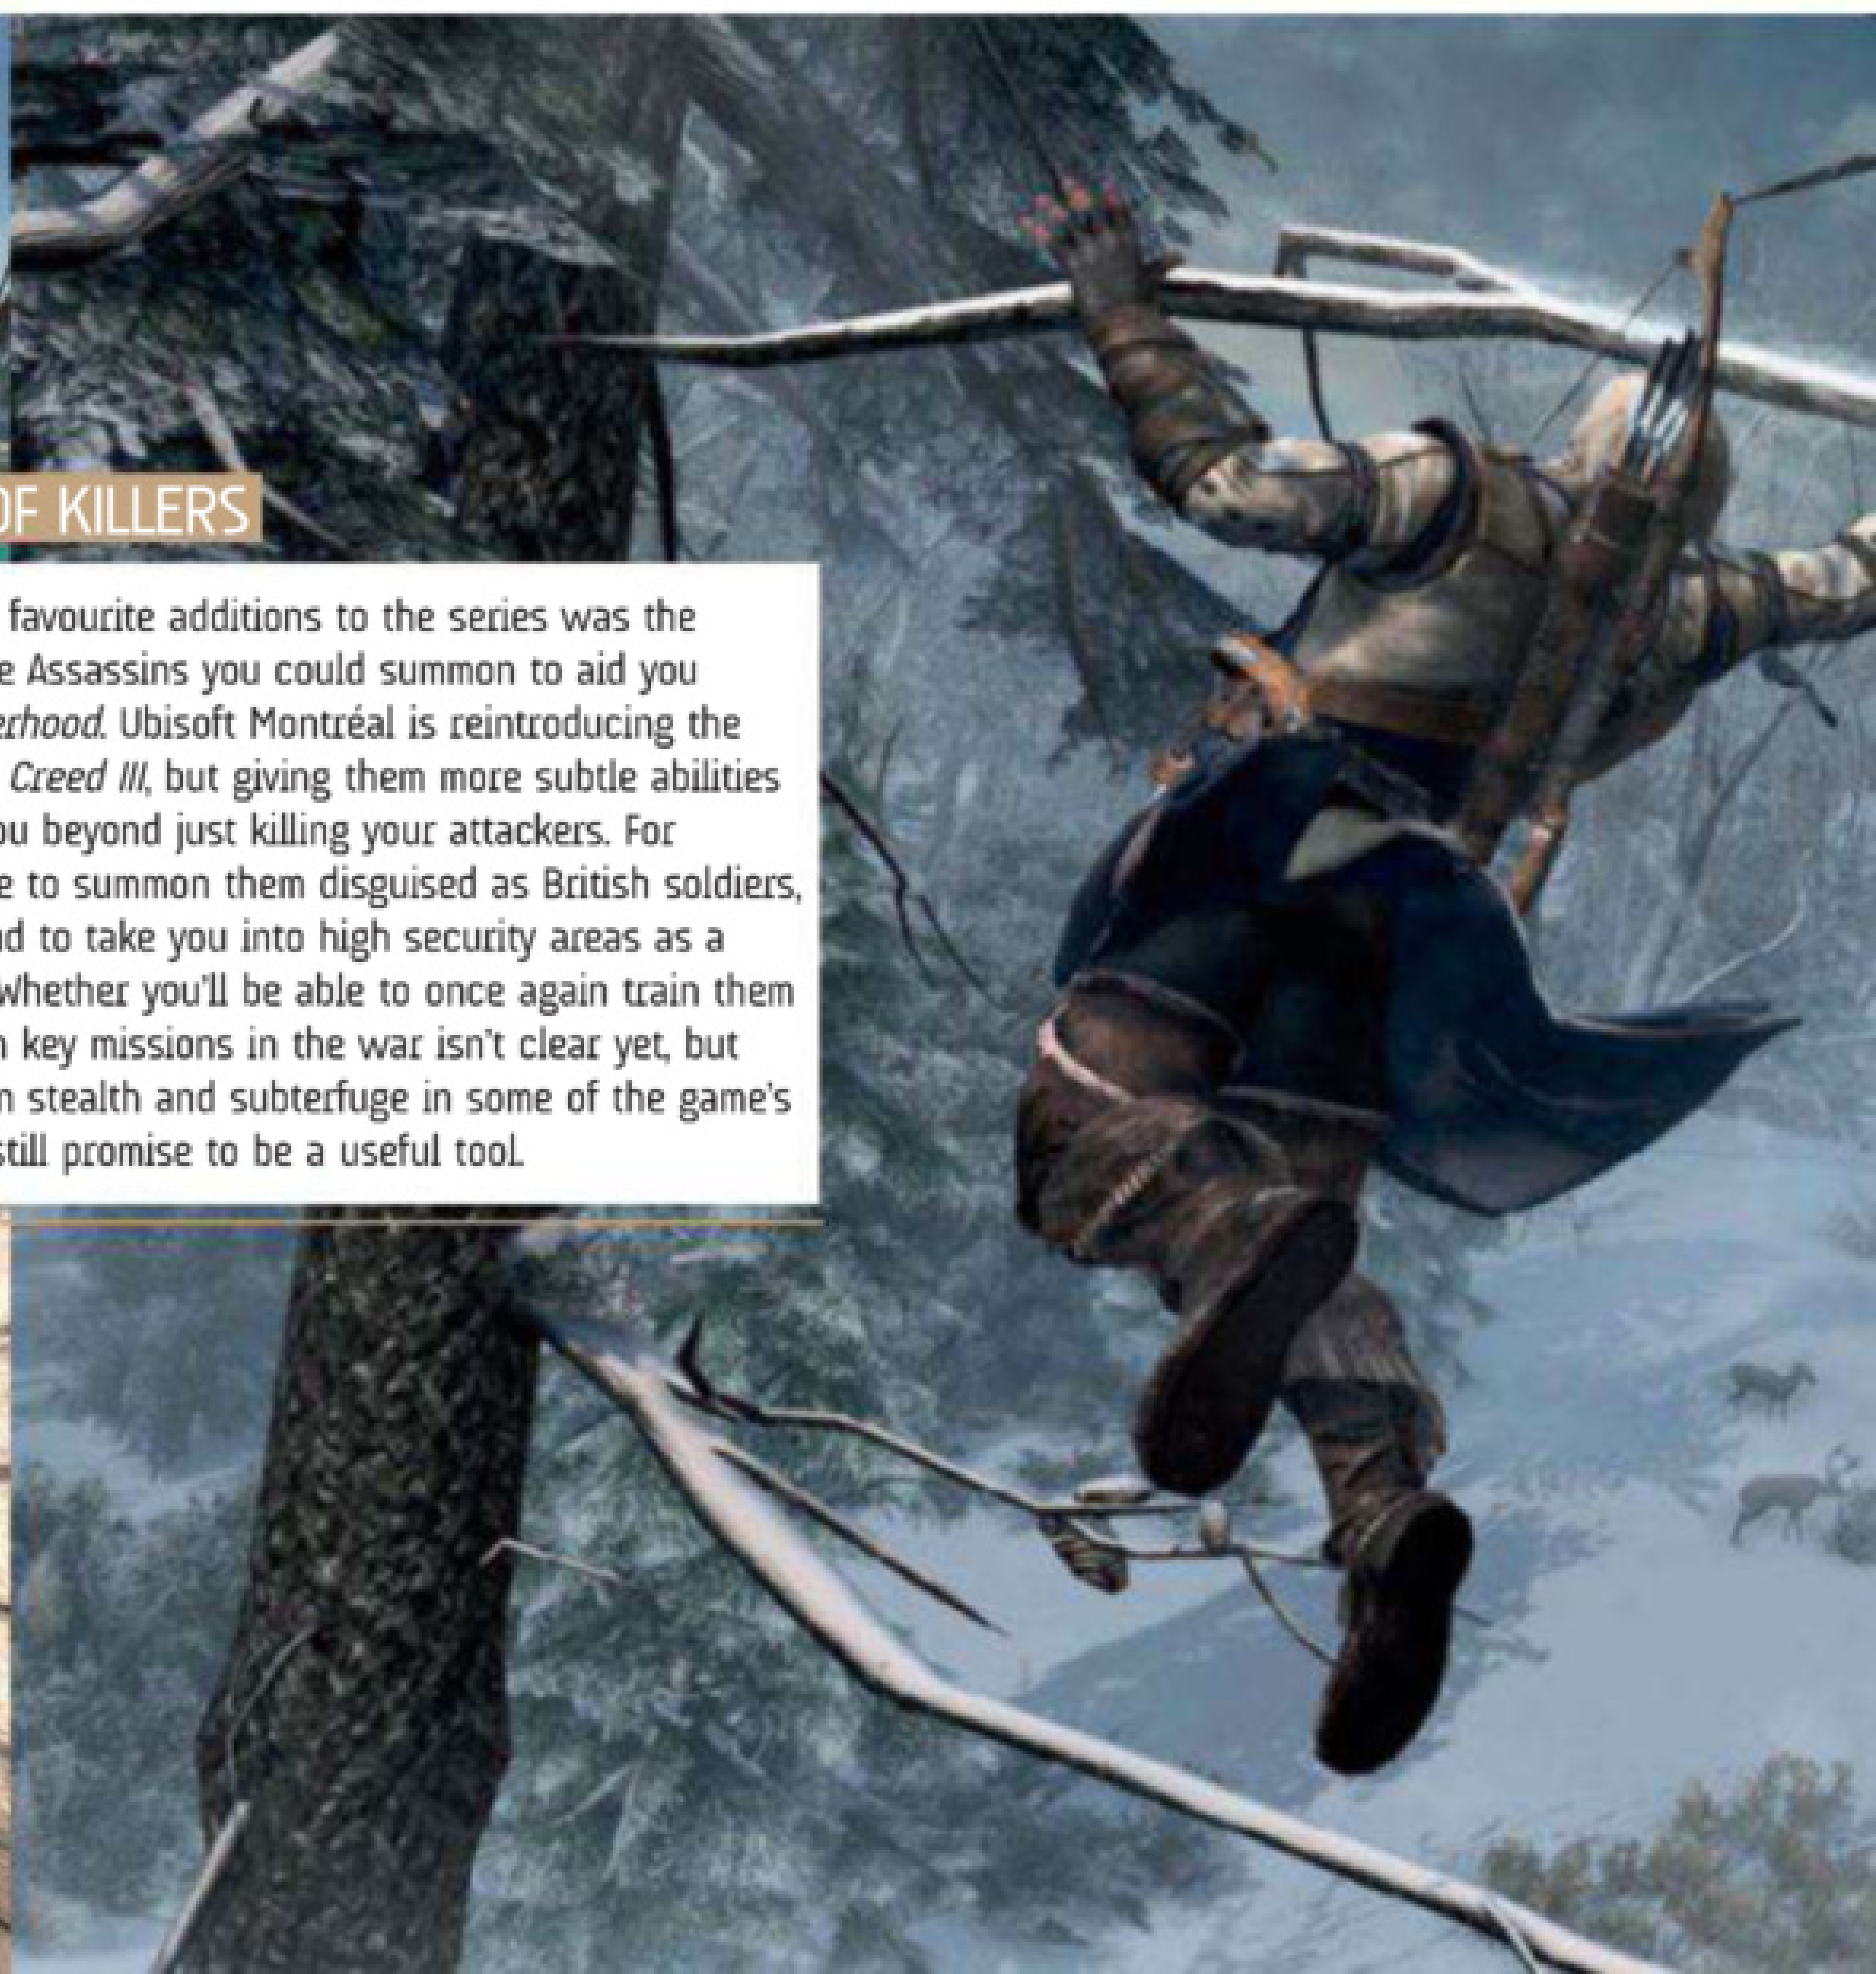 OF KILLERS
favourite additions to the series was the
e Assassins you could summon to aid you
erhood. Ubisoft Montréal is reintroducing the
Creed III, but giving them more subtle abilities
ou beyond just killing your attackers. For
e to summon them disguised as British soldiers,
nd to take you into high security areas as a
Whether you'll be able to once again train them
n key missions in the war isn't clear yet, but
n stealth and subterfuge in some of the game's
still promise to be a useful tool.